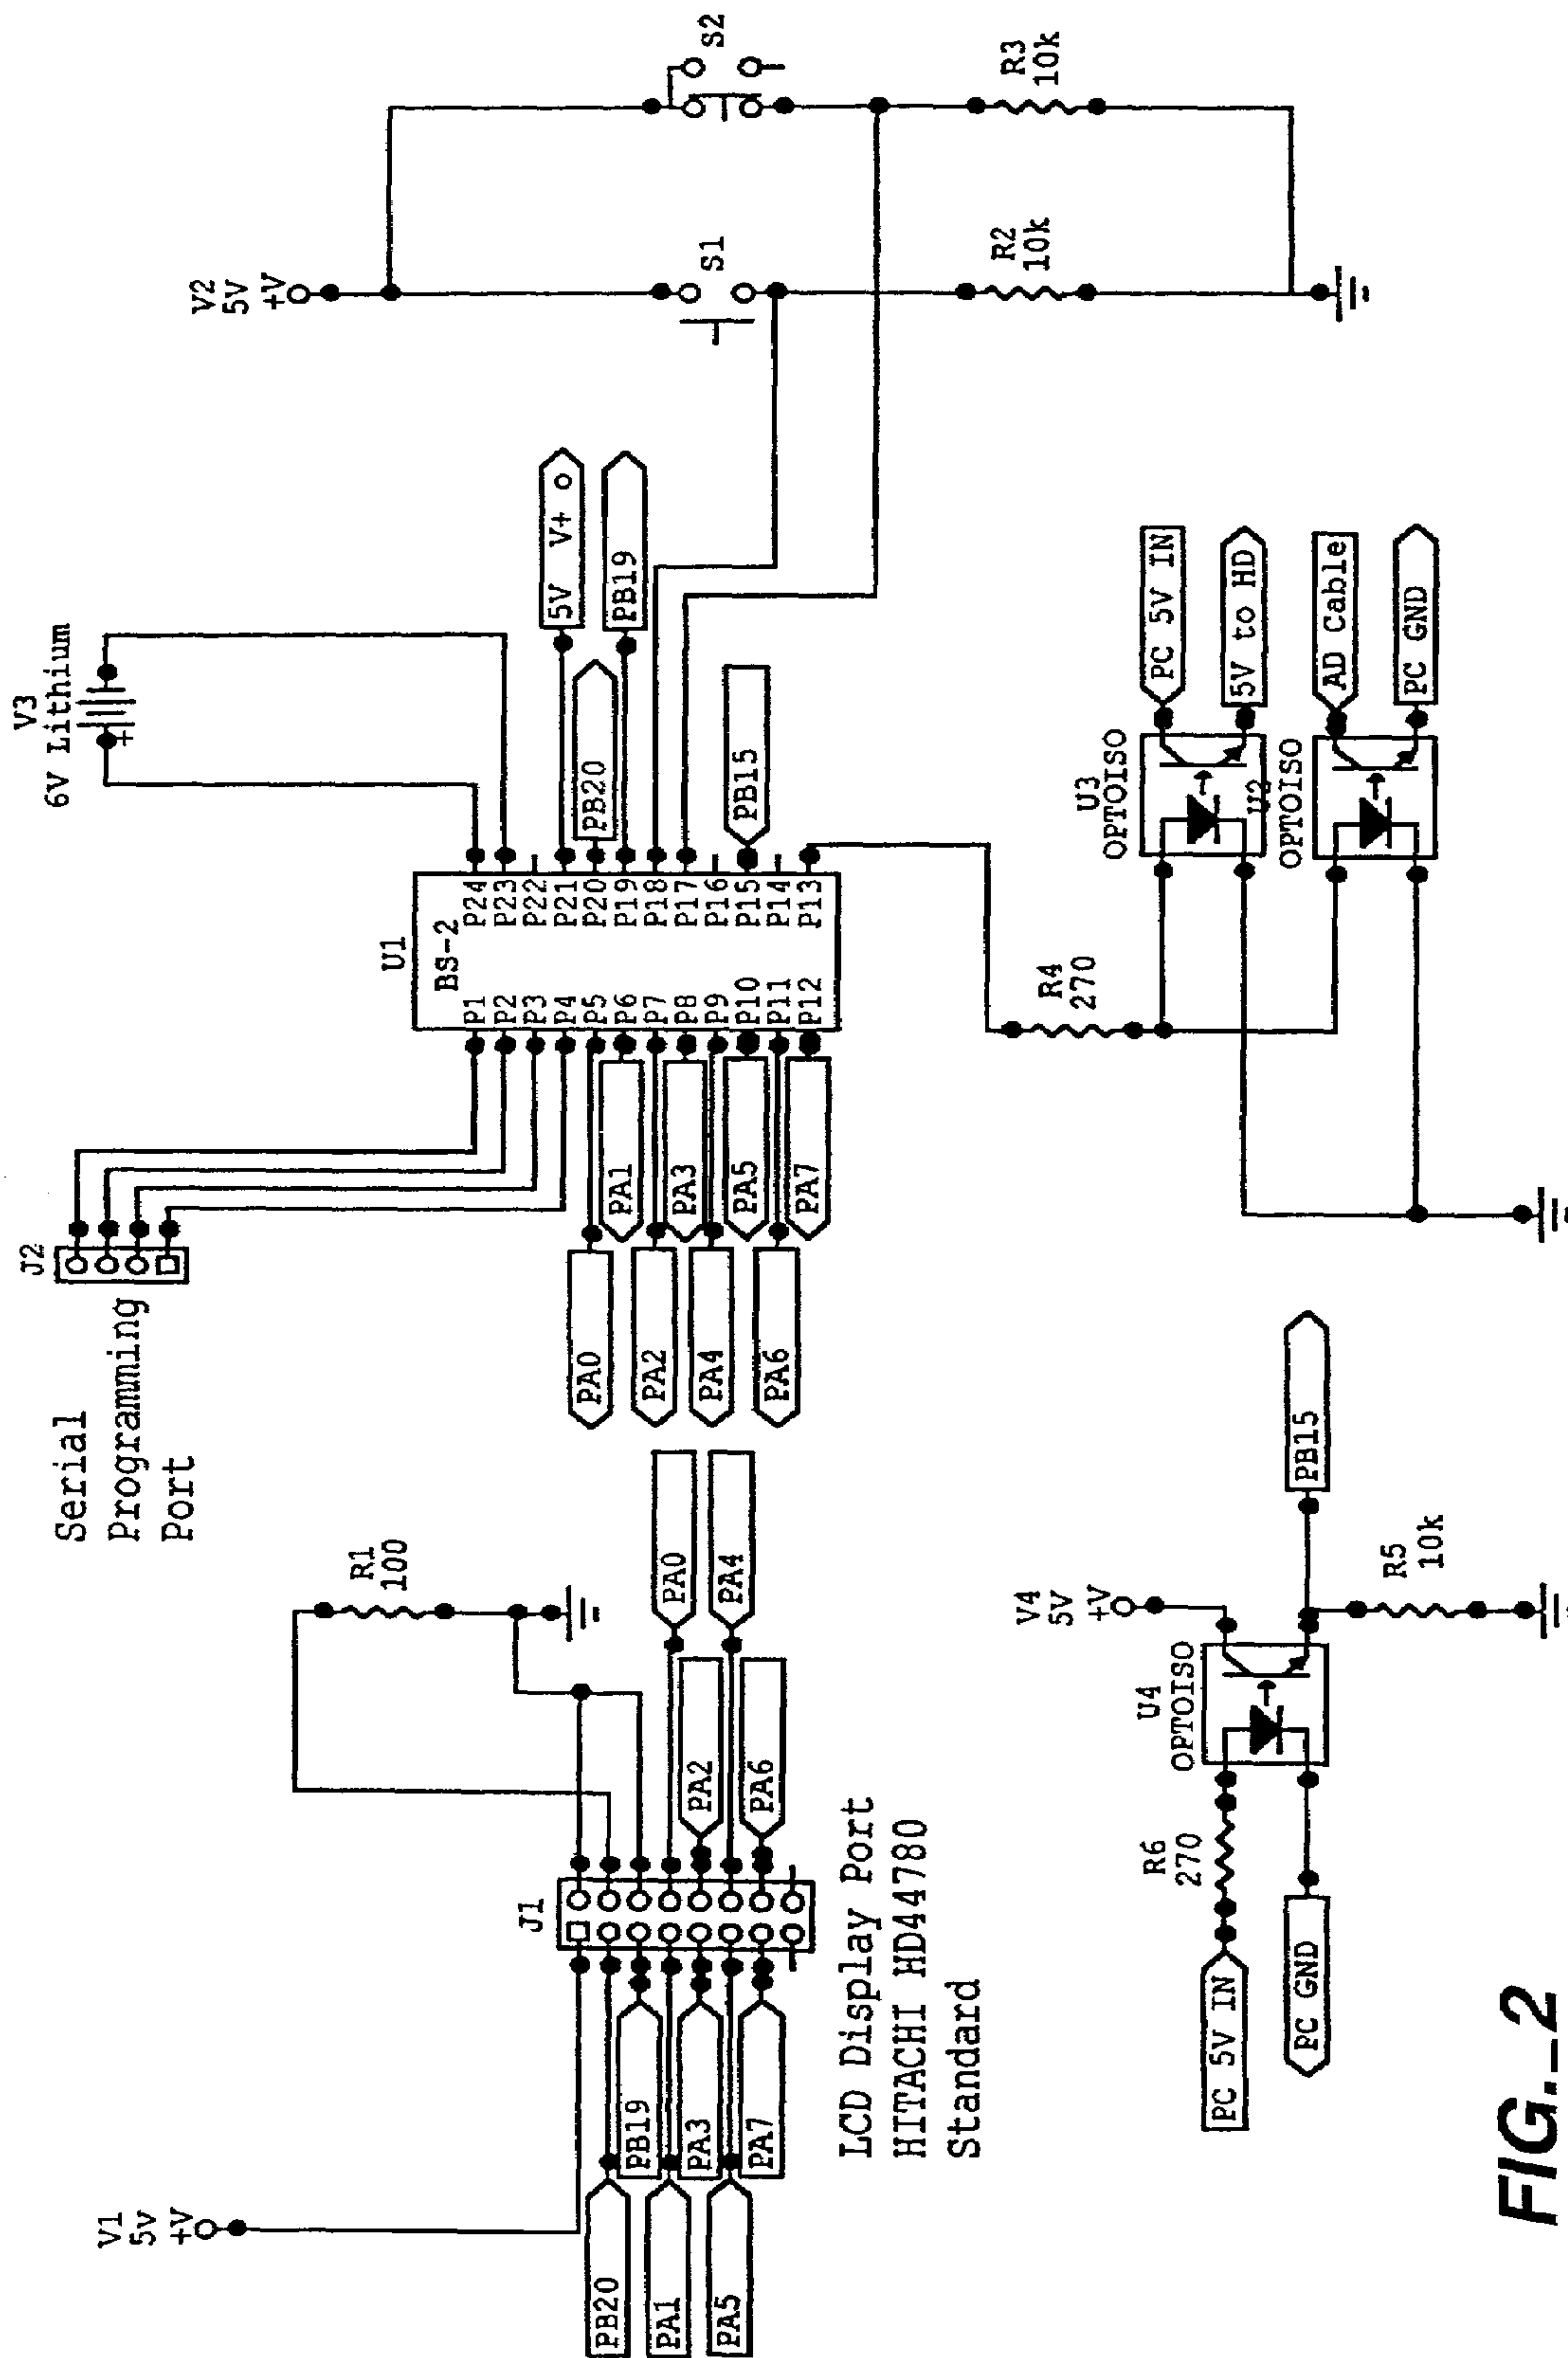 V1
5v
+V
PB20
PB19
PA1
PA3
PA5
PA7
J1
R1
100
PA0
PA2
PA4
PA6
LCD Display Port
HITACHI HD44780
Standard
Serial
Programming
Port
J2
PA0
PA1
PA2
PA3
PA4
PA5
PA6
PA7
U1
BS-2
P1
P2
P3
P4
P5
P6
P7
P8
P9
P10
P11
P12
P24
P23
P22
P21
P20
P19
P18
P17
P16
P15
P14
P13
V3
6V Lithium
+
5V V+ o
PB20
PB19
PB15
V2
5V
+V
S1
S2
R2
10k
R3
10k
PC 5V IN
R6
270
PC GND
U4
OPTOISO
V4
5V
+V
PB15
R5
10k
R4
270
U3
OPTOISO
PC 5V IN
5V to HD
U2
OPTOISO
AD Cable
PC GND
FIG._2